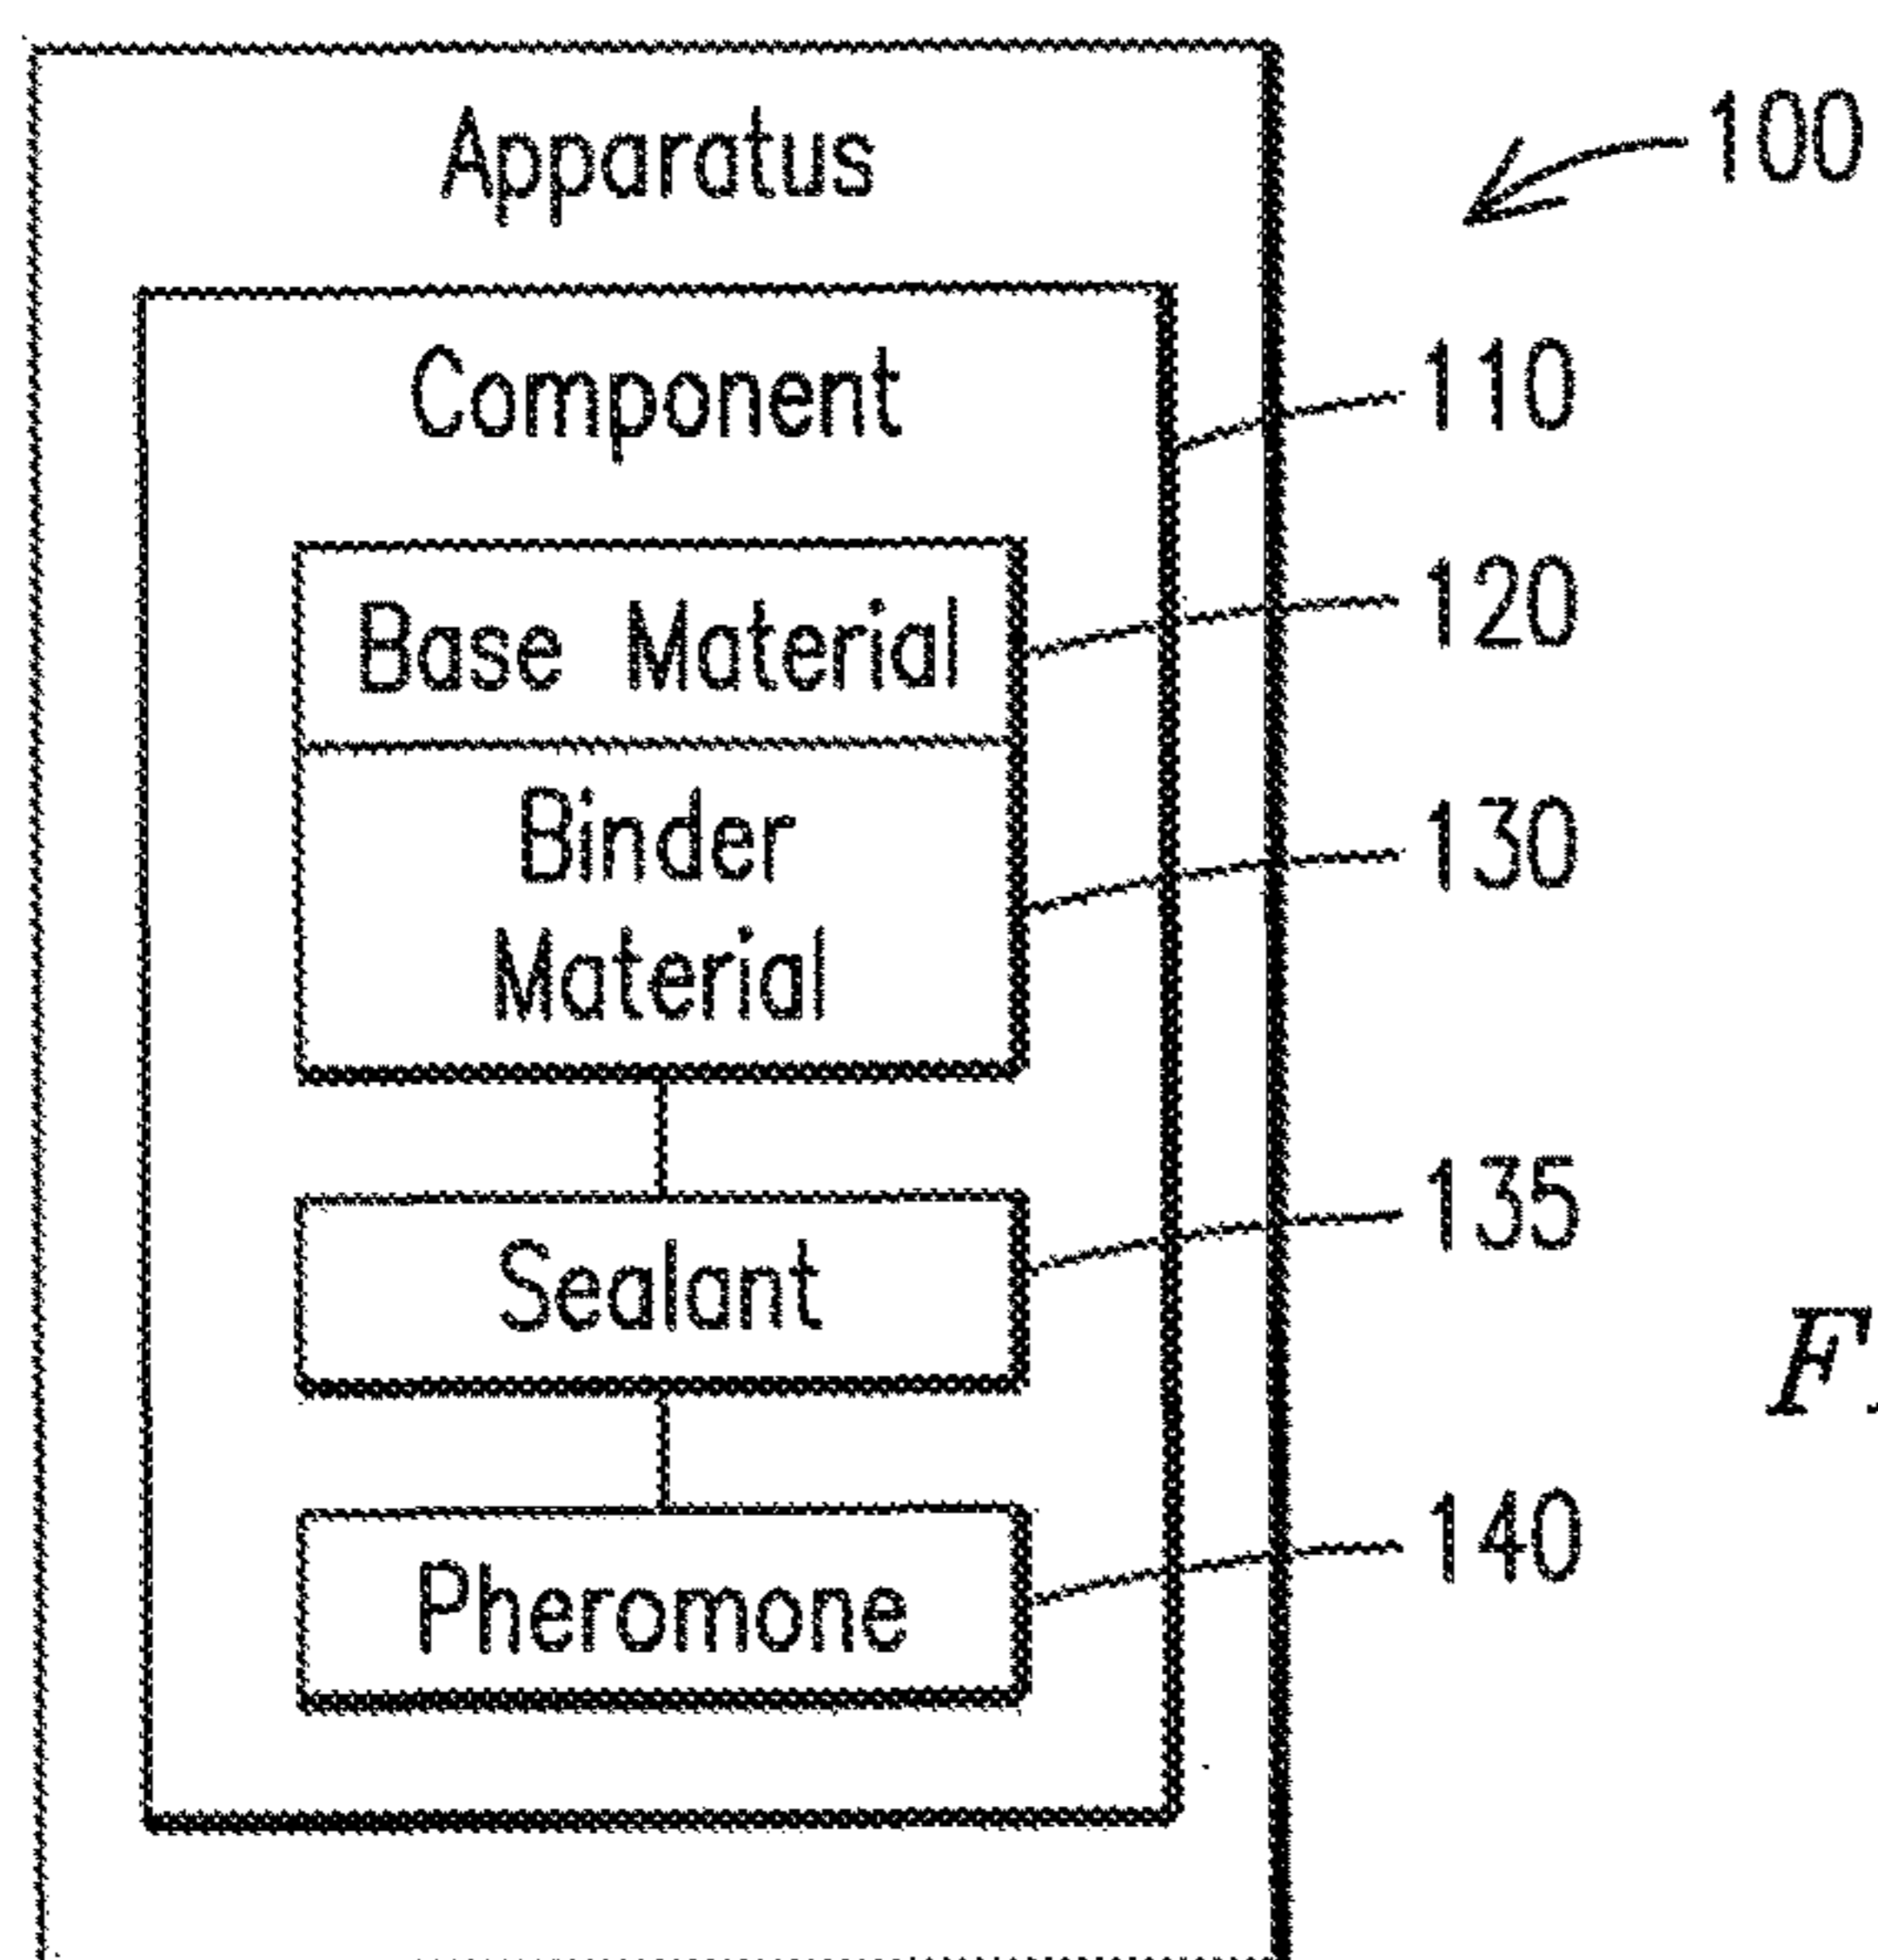 Apparatus
100
Component
110
Base Material
120
Binder
Material
130
Sealant
135
Pheromone
140